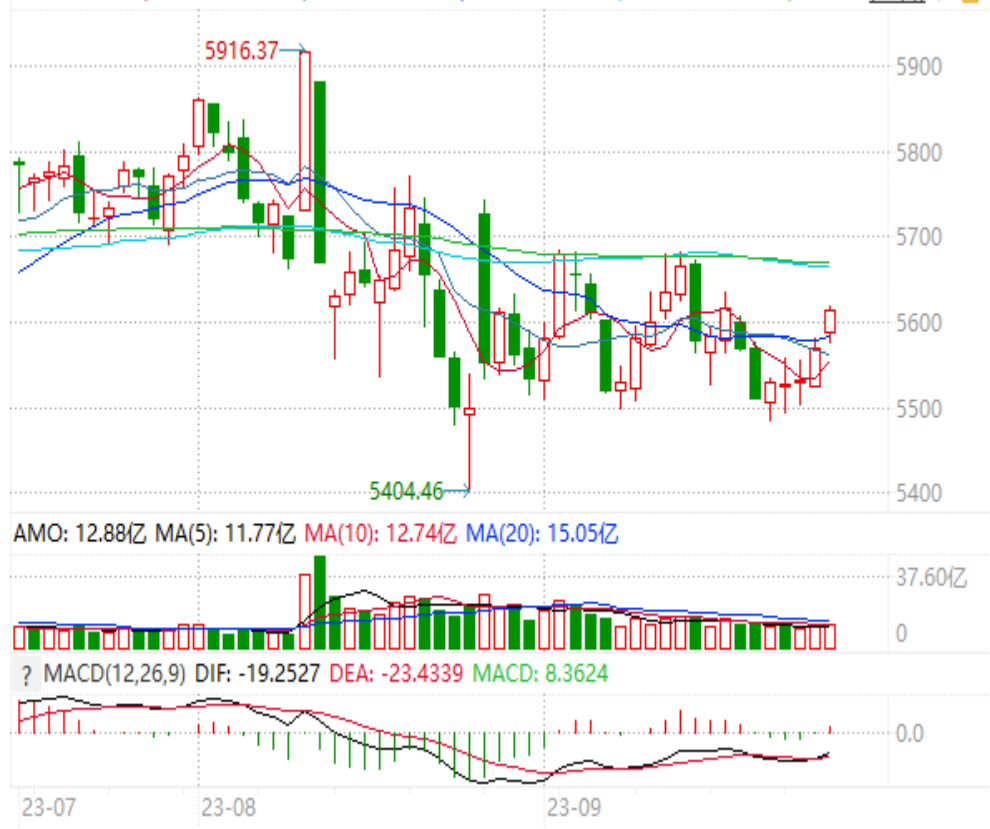 5916.37
5900
5800
5700
5600
5500
5404.46
5400
AMO: 12.88亿 MA(5): 11.77亿 MA(10): 12.74亿 MA(20): 15.05亿
37.60亿
0
? MACD(12,26,9) DIF: -19.2527 DEA: -23.4339 MACD: 8.3624
0.0
23-07 23-08 23-09